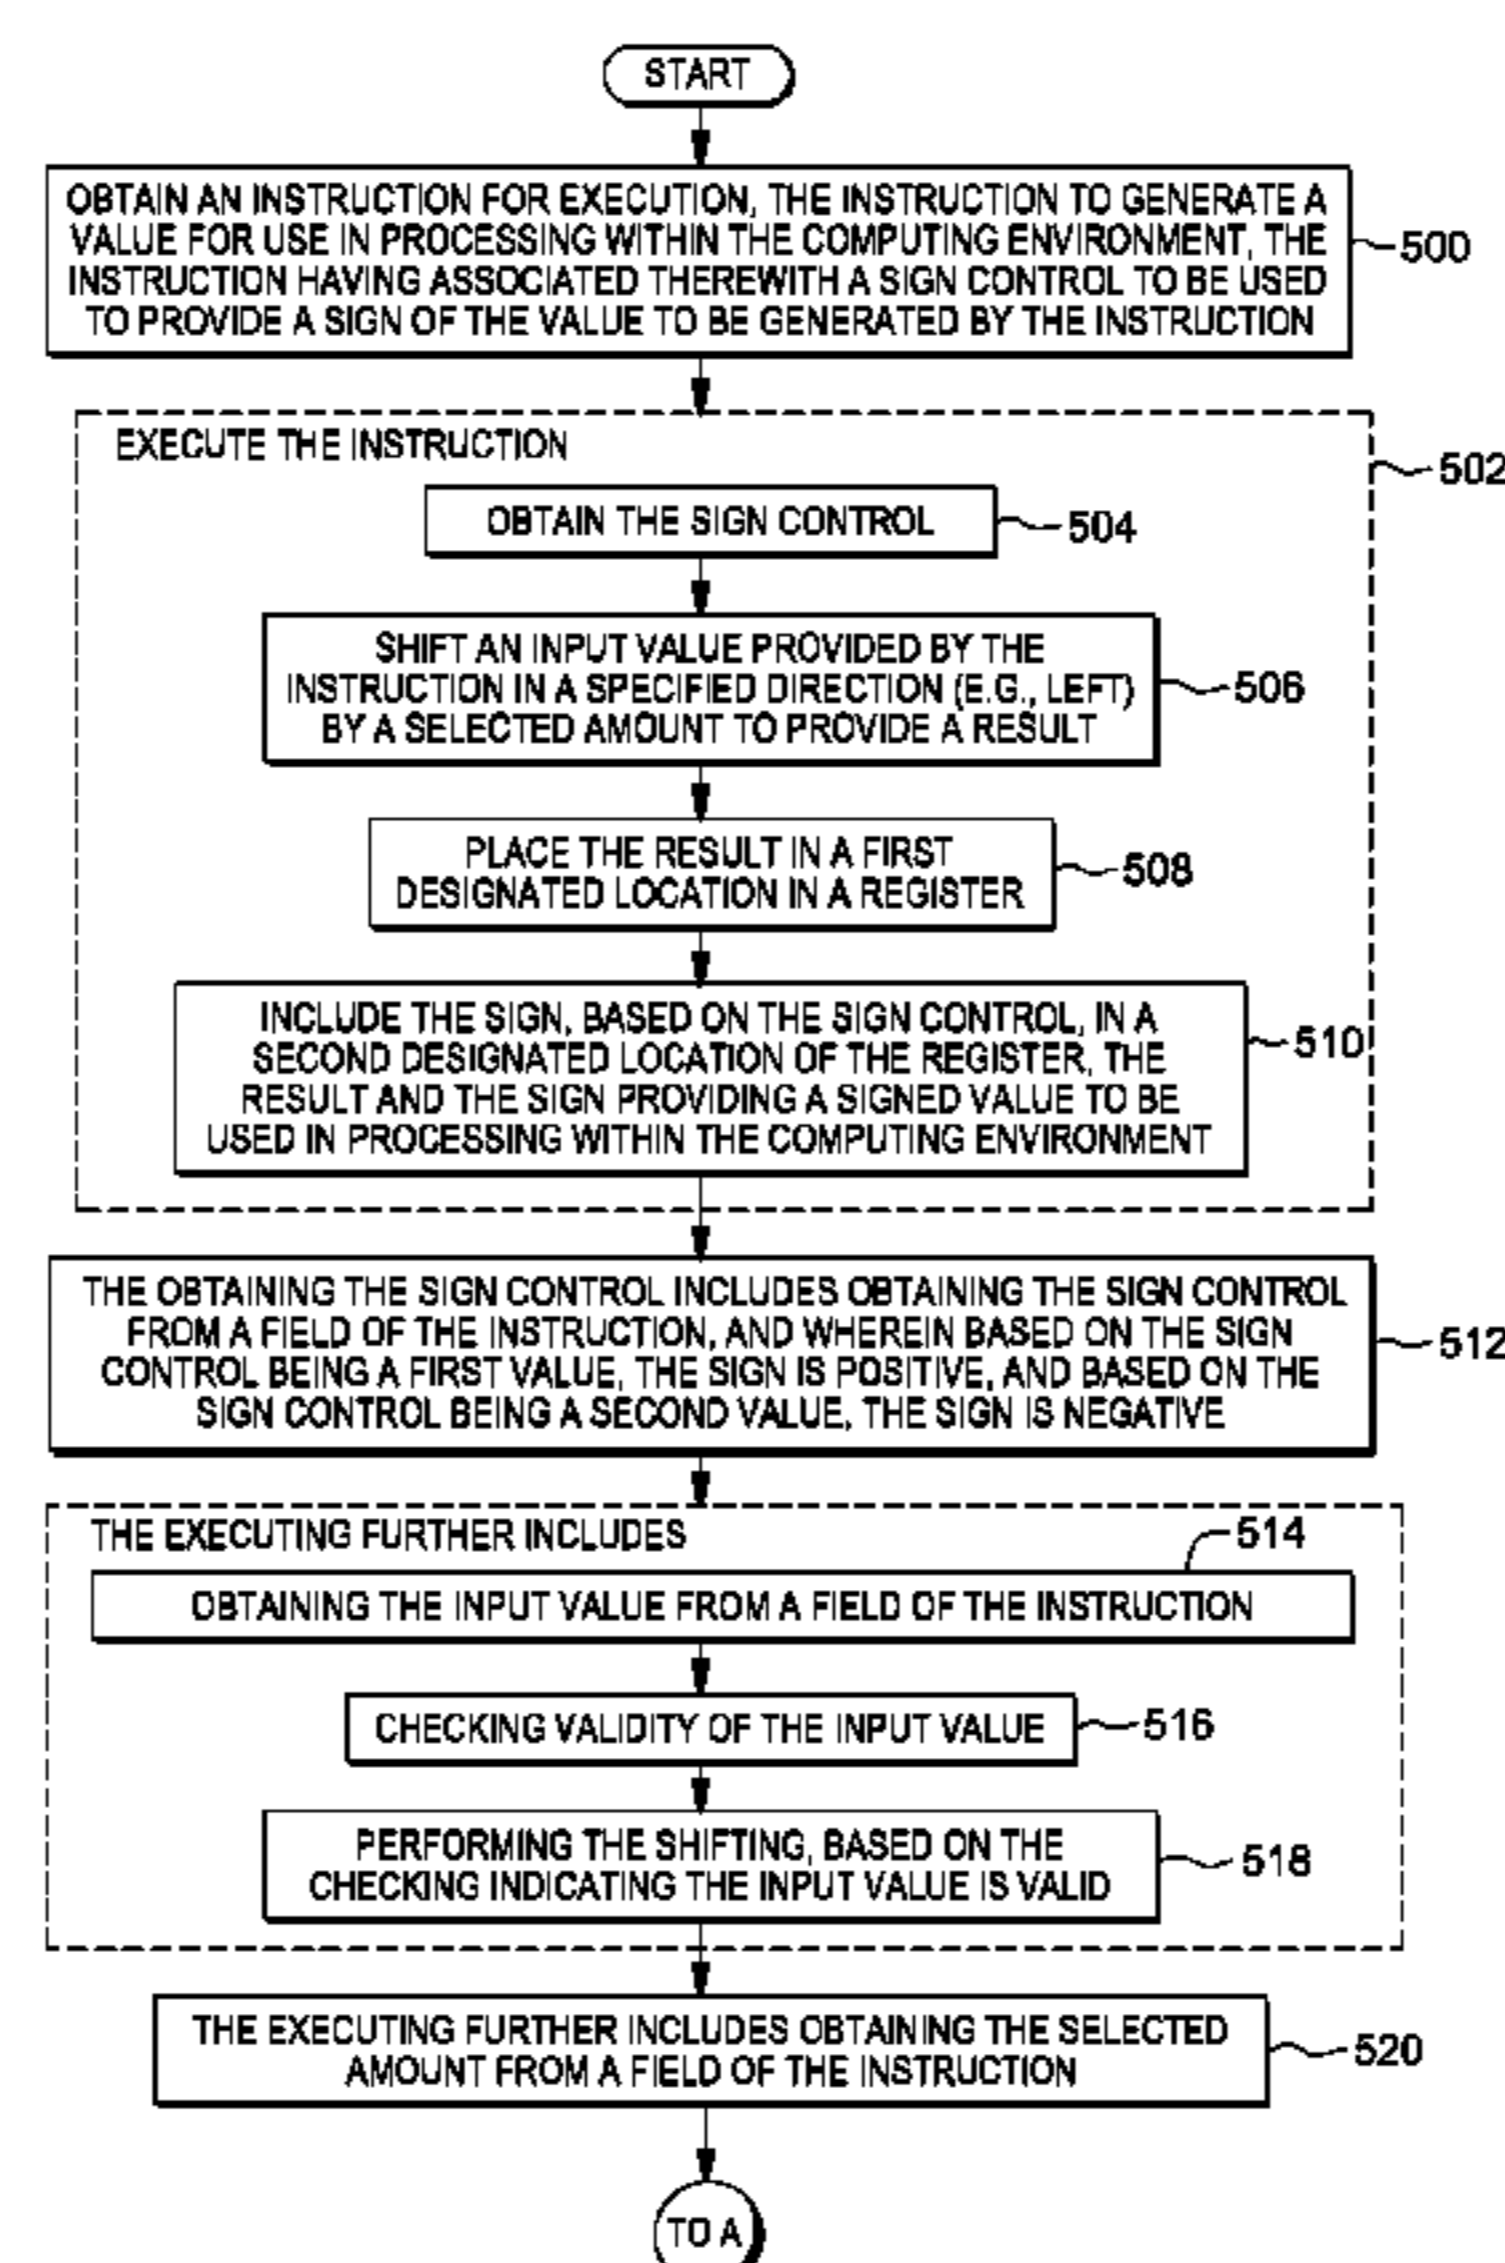 START
OBTAIN AN INSTRUCTION FOR EXECUTION, THE INSTRUCTION TO GENERATE A
VALUE FOR USE IN PROCESSING WITHIN THE COMPUTING ENVIRONMENT, THE
INSTRUCTION HAVING ASSOCIATED THEREWITH A SIGN CONTROL TO BE USED
TO PROVIDE A SIGN OF THE VALUE TO BE GENERATED BY THE INSTRUCTION
500
EXECUTE THE INSTRUCTION
502
OBTAIN THE SIGN CONTROL
504
SHIFT AN INPUT VALUE PROVIDED BY THE
INSTRUCTION IN A SPECIFIED DIRECTION (E.G., LEFT)
BY A SELECTED AMOUNT TO PROVIDE A RESULT
506
PLACE THE RESULT IN A FIRST
DESIGNATED LOCATION IN A REGISTER
508
INCLUDE THE SIGN, BASED ON THE SIGN CONTROL, IN A
SECOND DESIGNATED LOCATION OF THE REGISTER, THE
RESULT AND THE SIGN PROVIDING A SIGNED VALUE TO BE
USED IN PROCESSING WITHIN THE COMPUTING ENVIRONMENT
510
THE OBTAINING THE SIGN CONTROL INCLUDES OBTAINING THE SIGN CONTROL
FROM A FIELD OF THE INSTRUCTION, AND WHEREIN BASED ON THE SIGN
CONTROL BEING A FIRST VALUE, THE SIGN IS POSITIVE, AND BASED ON THE
SIGN CONTROL BEING A SECOND VALUE, THE SIGN IS NEGATIVE
512
THE EXECUTING FURTHER INCLUDES
514
OBTAINING THE INPUT VALUE FROM A FIELD OF THE INSTRUCTION
CHECKING VALIDITY OF THE INPUT VALUE
516
PERFORMING THE SHIFTING, BASED ON THE
CHECKING INDICATING THE INPUT VALUE IS VALID
518
THE EXECUTING FURTHER INCLUDES OBTAINING THE SELECTED
AMOUNT FROM A FIELD OF THE INSTRUCTION
520
TO A